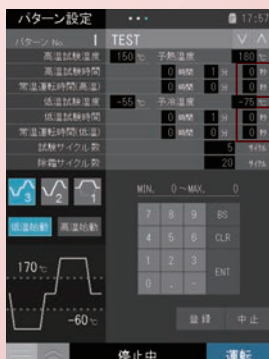 パターン設定 ••• 17:57
パターン No. 1 TEST
高温試験温度 150 ℃ 予熱温度 180 ℃
高温試験時間 0 時間 1 分 0 秒
常温運転時間(高温) 0 時間 0 分 0 秒
低温試験温度 -55 ℃ 予冷温度 -75 ℃
低温試験時間 0 時間 1 分 0 秒
常温運転時間(低温) 0 時間 0 分 0 秒
試験サイクル数 5 サイクル
除霜サイクル数 20 サイクル
3 2 1
MIN. 0～MAX. 0
低温始動 高温始動
7 8 9 BS
4 5 6 CLR
1 2 3 ENT
0 . -
170 ℃
-60 ℃
登録 中止
停止中 運転